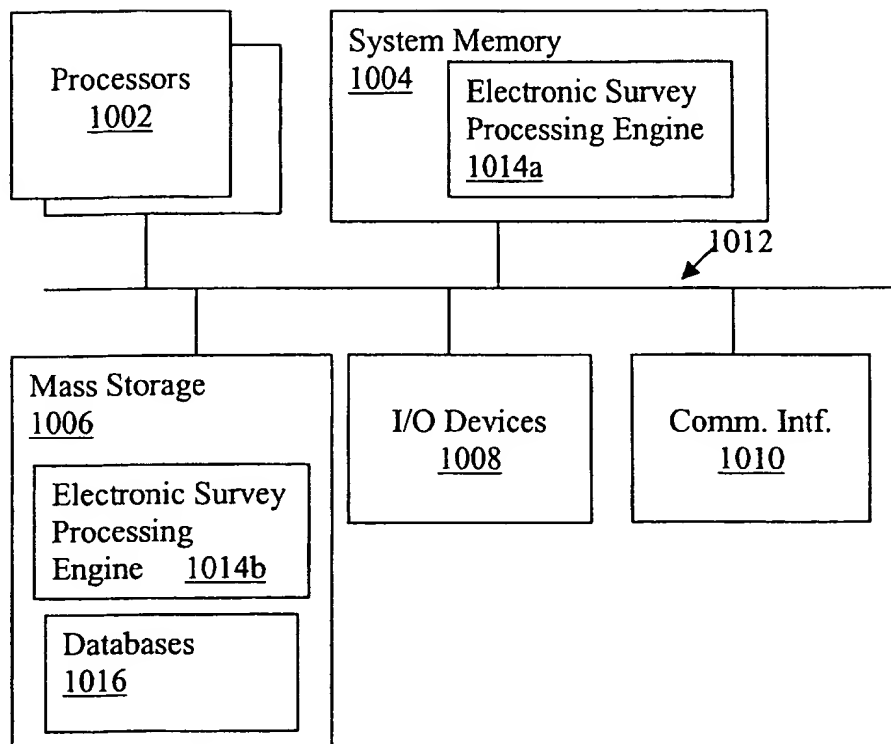 Processors
1002
System Memory
1004
Electronic Survey
Processing Engine
1014a
1012
Mass Storage
1006
Electronic Survey
Processing
Engine 1014b
Databases
1016
I/O Devices
1008
Comm. Intf.
1010